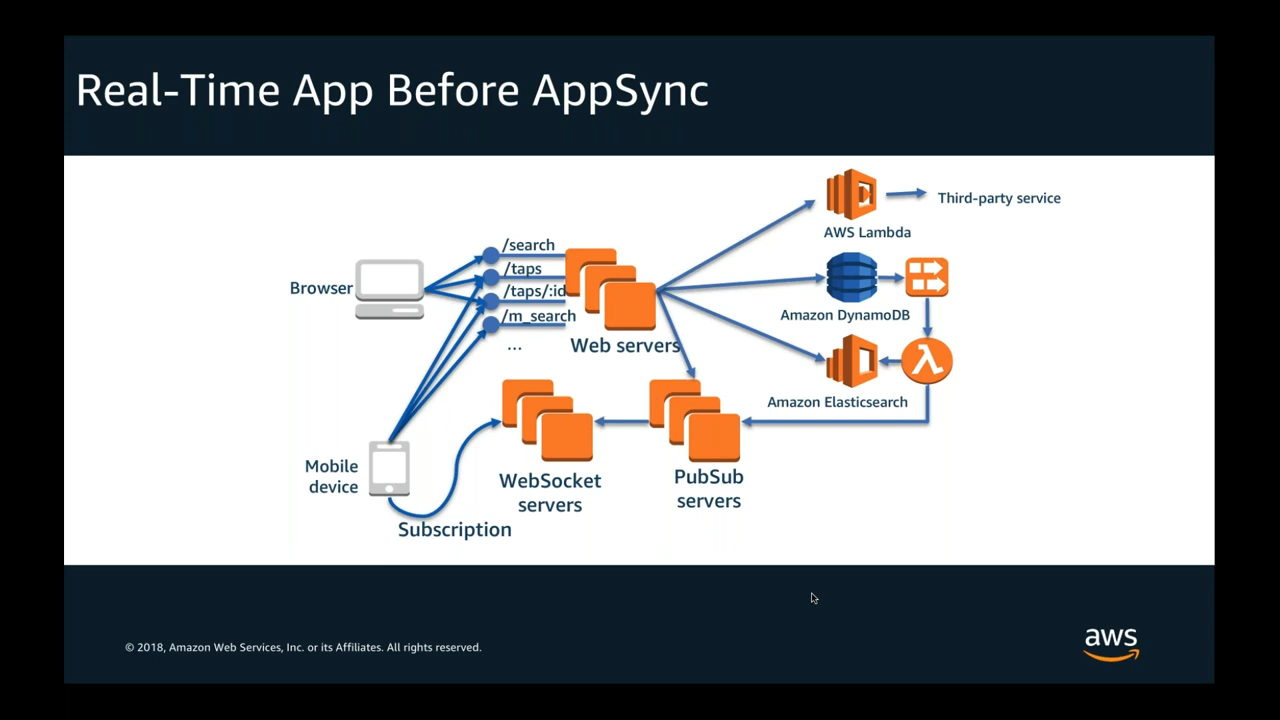 Real-Time App Before AppSync
Third-party service
AWS Lambda
/search
/taps
/taps/:id
/m_search
...
Browser
Web servers
Amazon DynamoDB
λ
Amazon Elasticsearch
Mobile
device
WebSocket
servers
PubSub
servers
Subscription
© 2018, Amazon Web Services, Inc. or its Affiliates. All rights reserved.
aws